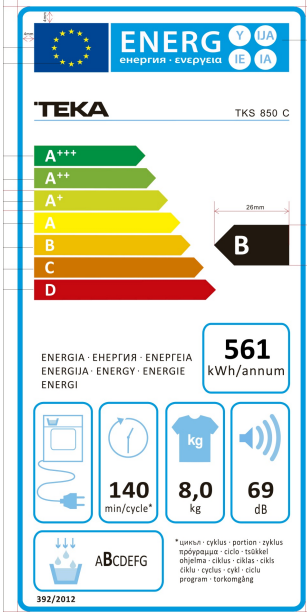 ENERG Y IJA
енергия · ενεργεια IE IA
TEKA
TKS 850 C
A+++
A++
A+
A
B
C
D
26mm
B
ENERGIA · ЕНЕРГИЯ · ΕΝΕΡΓΕΙΑ
ENERGIJA · ENERGY · ENERGIE
ENERGI
561
kWh/annum
140
min/cycle*
kg
8,0
kg
69
dB
ABCDEFG
*цикъл · cyklus · portion · zyklus
πρόγραμμα · ciclo · tsükkel
ohjelma · ciklus · ciklas · cikls
ċiklu · cyclus · cykl · ciclu
program · torkomgång
392/2012